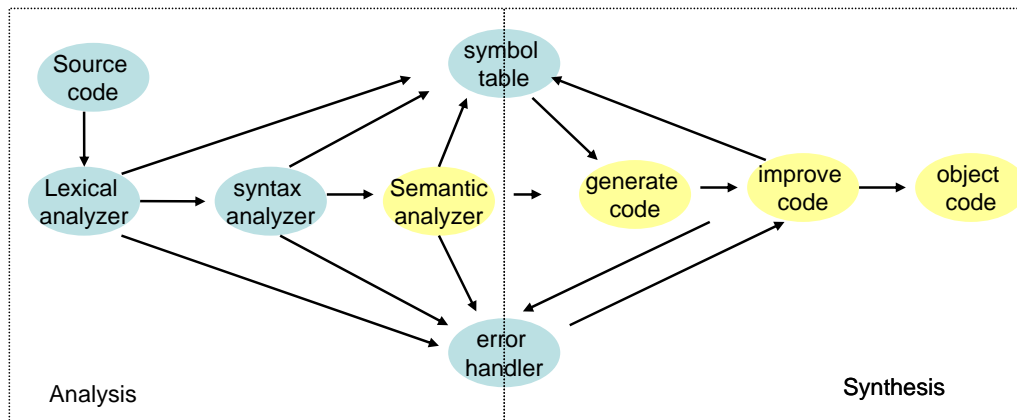 symbol
table
Source
code
Lexical
analyzer
syntax
analyzer
Semantic
analyzer
generate
code
improve
code
object
code
error
handler
Analysis
Synthesis